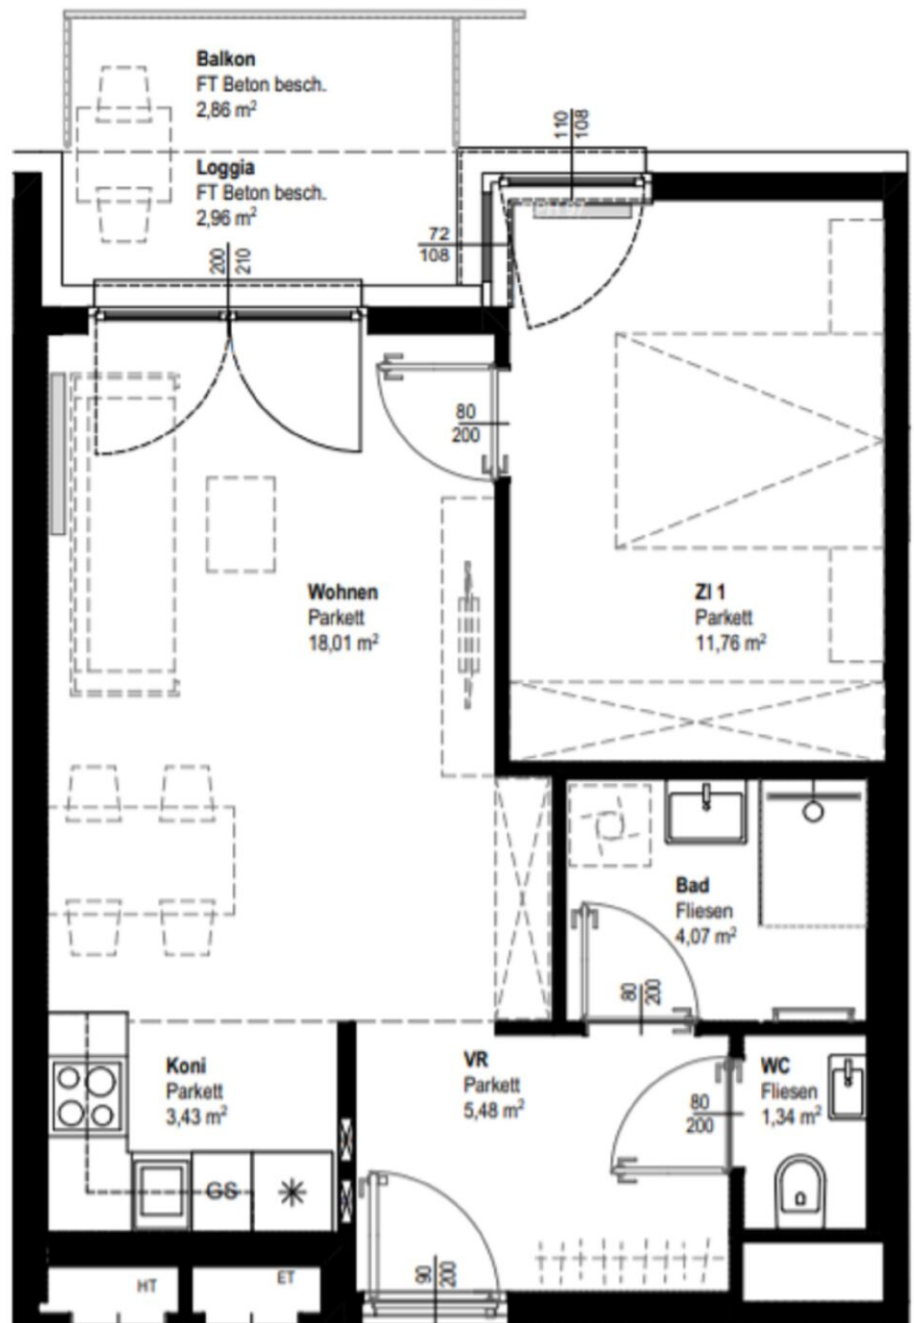 Balkon
FT Beton besch.
2,86 m²
110
108
Loggia
FT Beton besch.
2,96 m²
72
108
200
210
80
200
Wohnen
Parkett
18,01 m²
ZI 1
Parkett
11,76 m²
Bad
Fliesen
4,07 m²
80
200
Koni
Parkett
3,43 m²
VR
Parkett
5,48 m²
WC
Fliesen
1,34 m²
80
200
GS
90
200
HT
ET